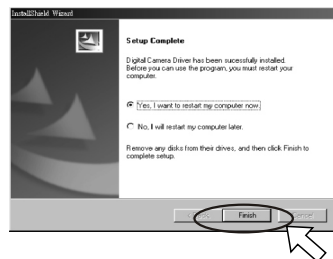 InstallShield Wizard
Setup Complete
Digital Camera Driver has been sucessfully installed.
Before you can use the program, you must restart your
computer.
Yes, I want to restart my computer now.
No, I will restart my computer later.
Remove any disks from their drives, and then click Finish to
complete setup.
Finish
Cancel